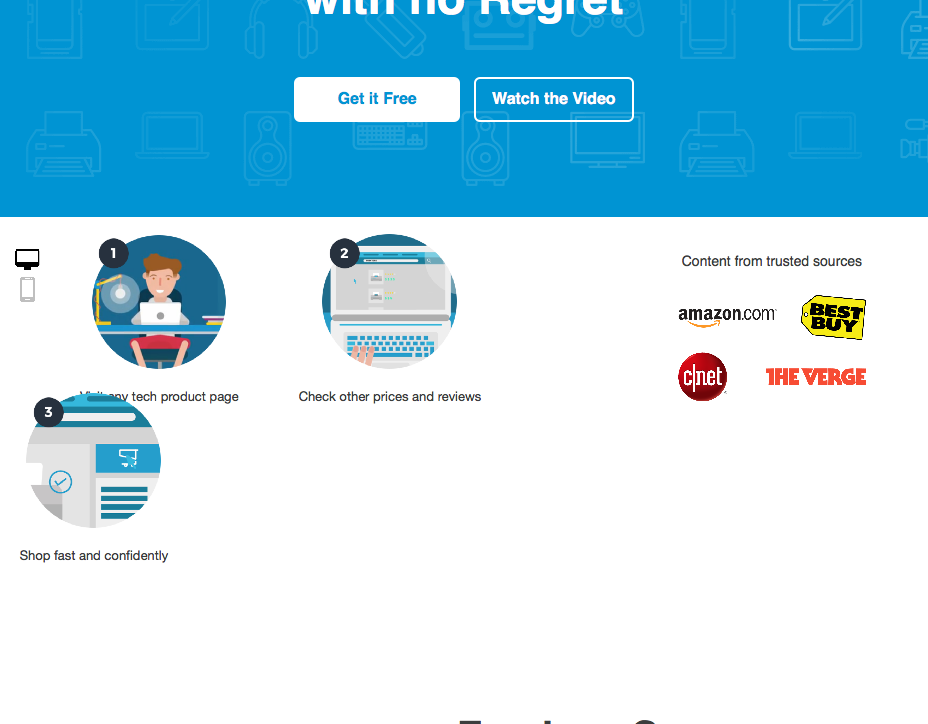 with no Regret
Get it Free
Watch the Video
1
2
Content from trusted sources
amazon.com
BEST
BUY
c|net
THE VERGE
Visit any tech product page
Check other prices and reviews
3
Shop fast and confidently